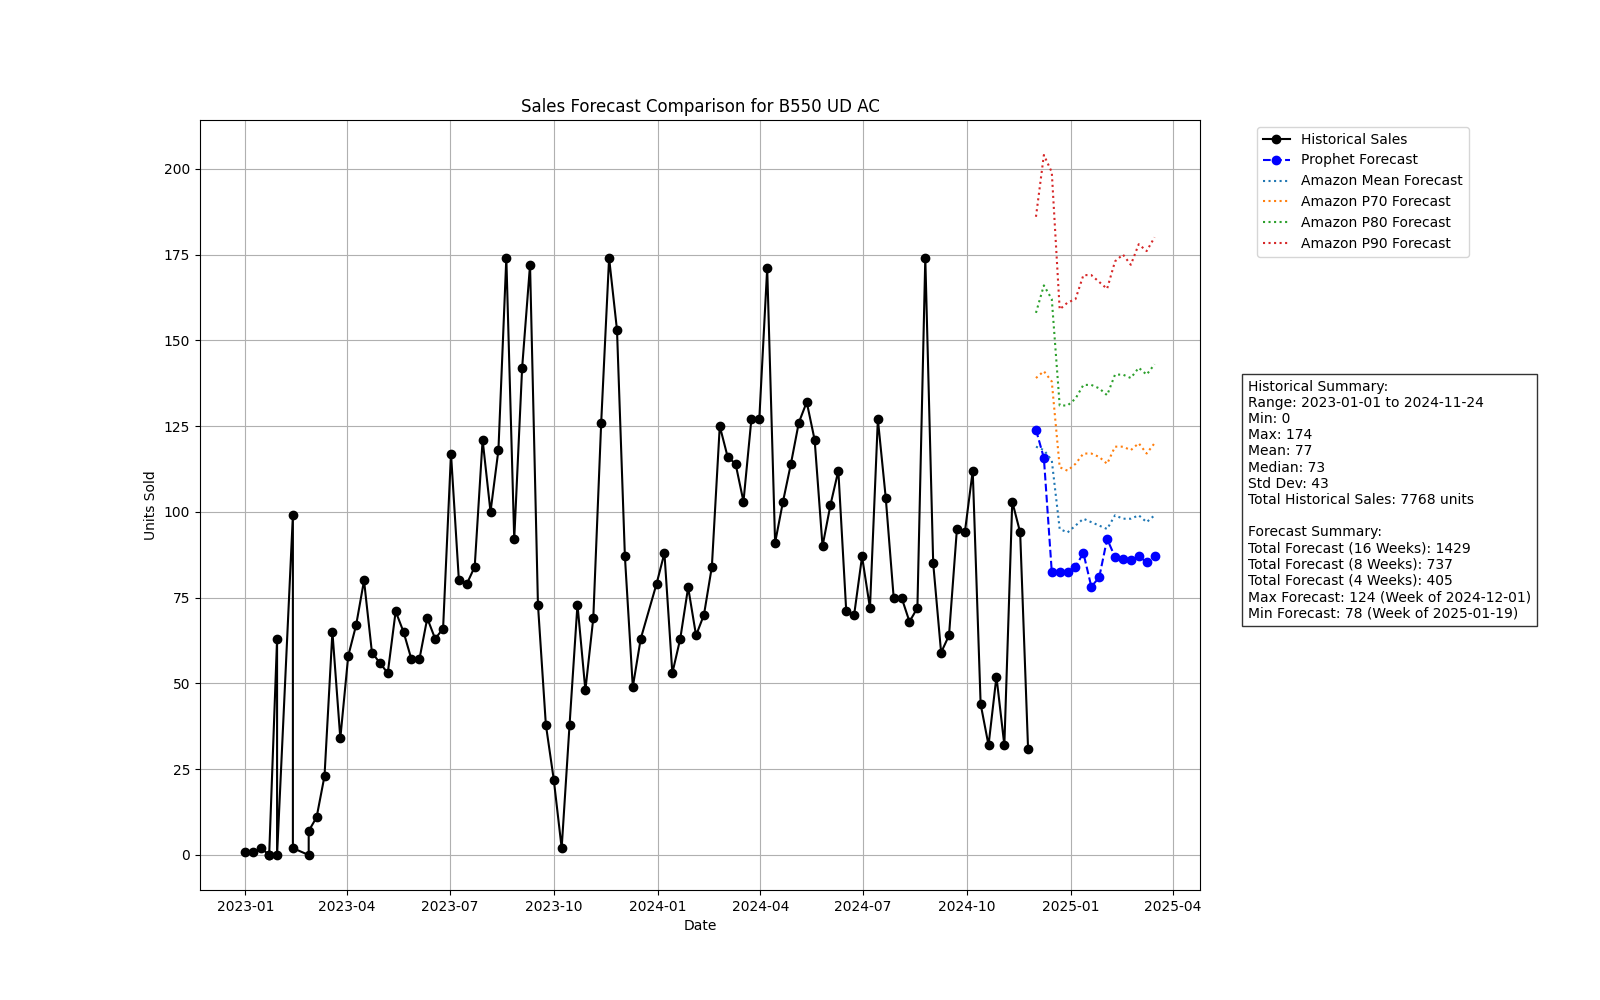 Sales Forecast Comparison for B550 UD AC
Units Sold
200
175
150
125
100
75
50
25
0
2023-01
2023-04
2023-07
2023-10
2024-01
2024-04
2024-07
2024-10
2025-01
2025-04
Date
Historical Sales
Prophet Forecast
Amazon Mean Forecast
Amazon P70 Forecast
Amazon P80 Forecast
Amazon P90 Forecast
Historical Summary:
Range: 2023-01-01 to 2024-11-24
Min: 0
Max: 174
Mean: 77
Median: 73
Std Dev: 43
Total Historical Sales: 7768 units
Forecast Summary:
Total Forecast (16 Weeks): 1429
Total Forecast (8 Weeks): 737
Total Forecast (4 Weeks): 405
Max Forecast: 124 (Week of 2024-12-01)
Min Forecast: 78 (Week of 2025-01-19)